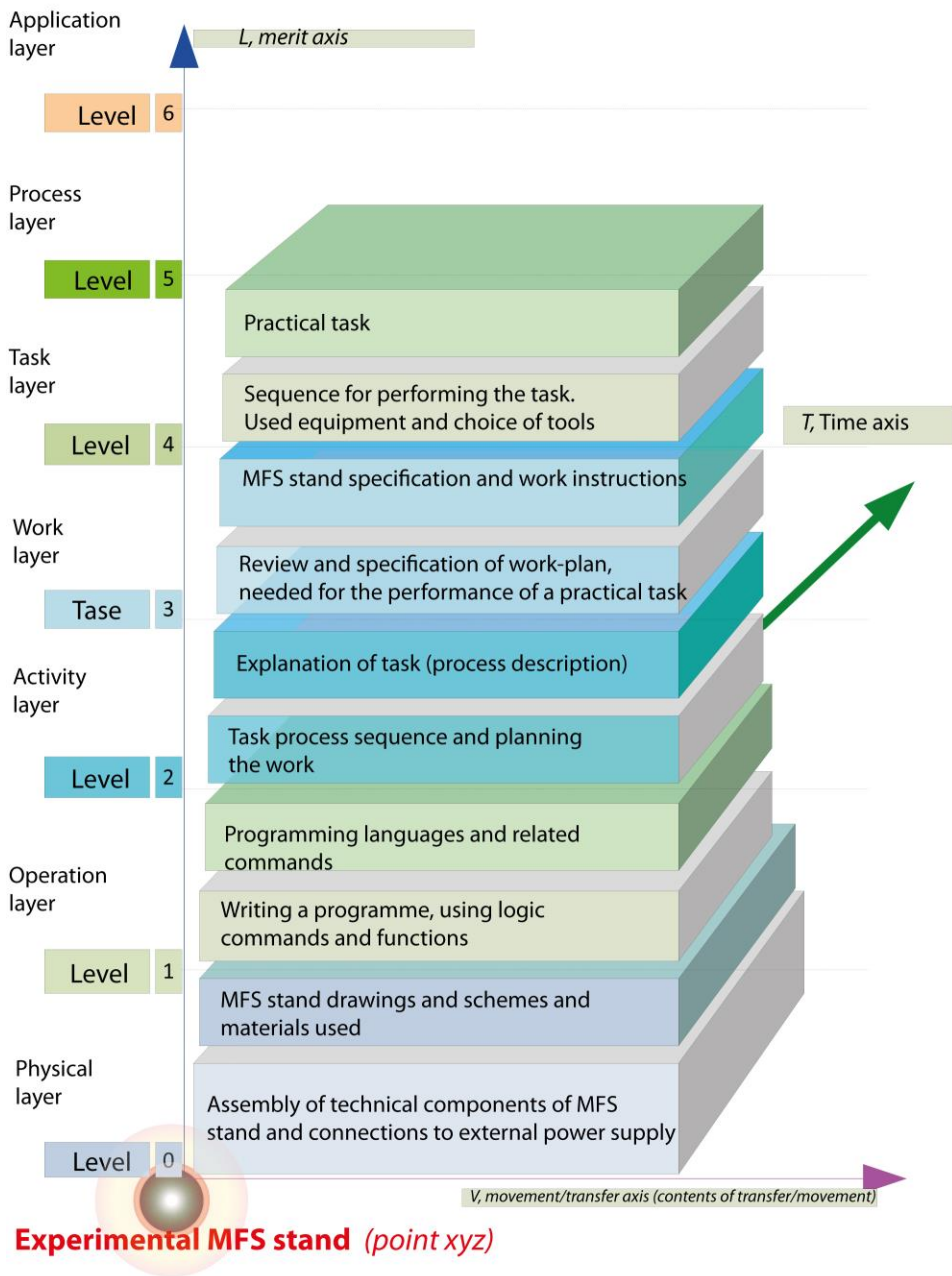 Application
layer
L, merit axis
Level 6
Process
layer
Level 5
Practical task
Task
layer
Sequence for performing the task.
Used equipment and choice of tools
T, Time axis
Level 4
MFS stand specification and work instructions
Work
layer
Review and specification of work-plan,
needed for the performance of a practical task
Tase 3
Explanation of task (process description)
Activity
layer
Task process sequence and planning
the work
Level 2
Programming languages and related
commands
Operation
layer
Writing a programme, using logic
commands and functions
Level 1
MFS stand drawings and schemes and
materials used
Physical
layer
Assembly of technical components of MFS
stand and connections to external power supply
Level 0
V, movement/transfer axis (contents of transfer/movement)
Experimental MFS stand (point xyz)